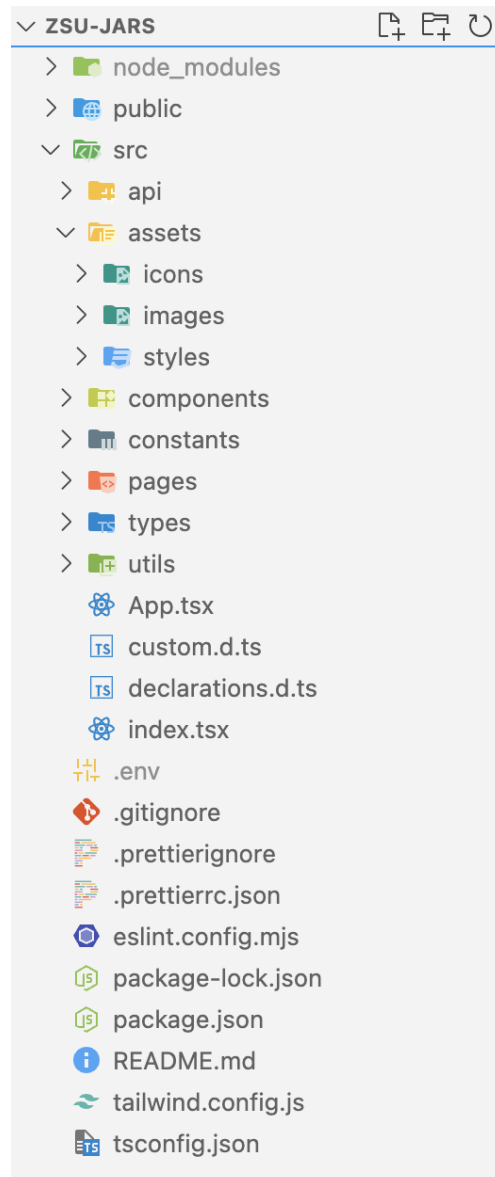 ZSU-JARS
node_modules
public
src
api
assets
icons
images
styles
components
constants
pages
types
utils
App.tsx
custom.d.ts
declarations.d.ts
index.tsx
.env
.gitignore
.prettierignore
.prettierrc.json
eslint.config.mjs
package-lock.json
package.json
README.md
tailwind.config.js
tsconfig.json